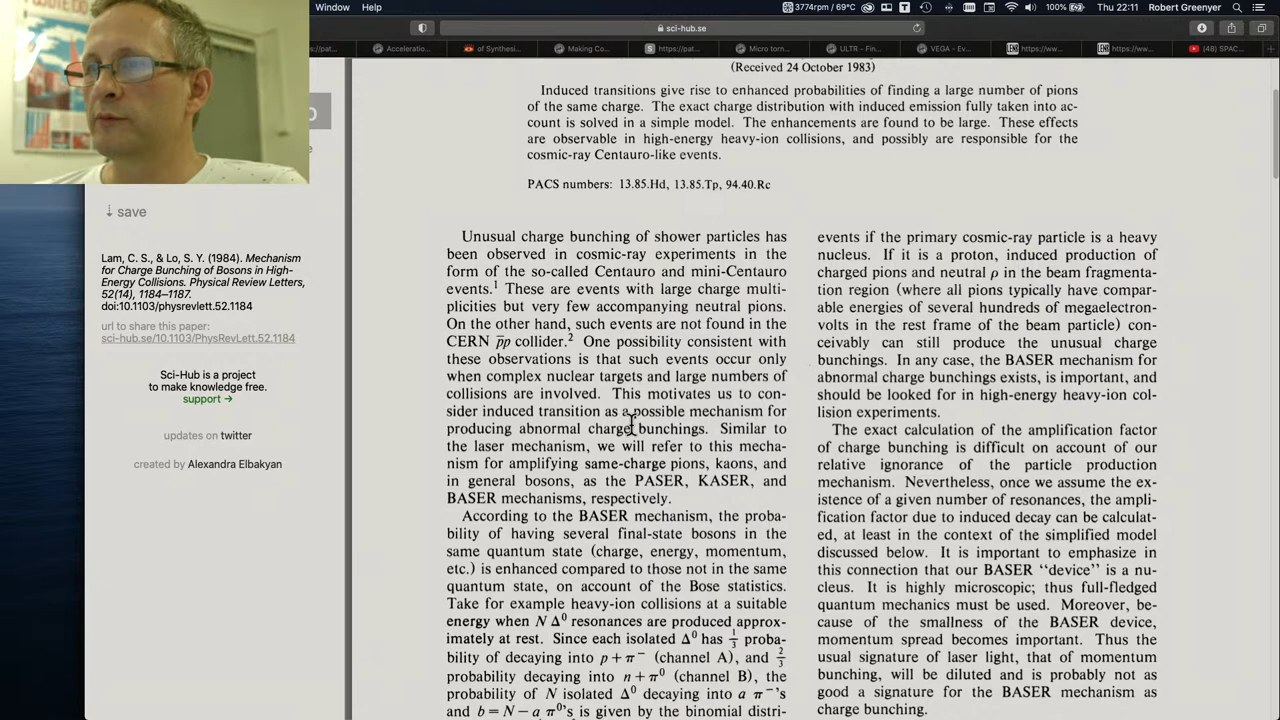 Window Help
3774rpm / 69°C
100%
22:11
Robert Greenyer
sci-hub.se
https://pat...
Acceleratio...
of Synthesi...
Making Co...
https://pat...
Micro torn...
ULTR - Fin...
VEGA - Ev...
https://ww...
https://ww...
(48) SPAC...
↓ save
Lam, C. S., & Lo, S. Y. (1984). Mechanism
for Charge Bunching of Bosons in High-
Energy Collisions. Physical Review Letters,
52(14), 1184–1187.
doi:10.1103/physrevlett.52.1184
url to share this paper:
sci-hub.se/10.1103/PhysRevLett.52.1184
Sci-Hub is a project
to make knowledge free.
support →
updates on twitter
created by Alexandra Elbakyan
(Received 24 October 1983)
Induced transitions give rise to enhanced probabilities of finding a large number of pions
of the same charge. The exact charge distribution with induced emission fully taken into ac-
count is solved in a simple model. The enhancements are found to be large. These effects
are observable in high-energy heavy-ion collisions, and possibly are responsible for the
cosmic-ray Centauro-like events.
PACS numbers: 13.85.Hd, 13.85.Tp, 94.40.Rc
Unusual charge bunching of shower particles has
been observed in cosmic-ray experiments in the
form of the so-called Centauro and mini-Centauro
events.¹ These are events with large charge multi-
plicities but very few accompanying neutral pions.
On the other hand, such events are not found in the
CERN p̅p collider.² One possibility consistent with
these observations is that such events occur only
when complex nuclear targets and large numbers of
collisions are involved. This motivates us to con-
sider induced transition as a possible mechanism for
producing abnormal charge bunchings. Similar to
the laser mechanism, we will refer to this mecha-
nism for amplifying same-charge pions, kaons, and
in general bosons, as the PASER, KASER, and
BASER mechanisms, respectively.
According to the BASER mechanism, the proba-
bility of having several final-state bosons in the
same quantum state (charge, energy, momentum,
etc.) is enhanced compared to those not in the same
quantum state, on account of the Bose statistics.
Take for example heavy-ion collisions at a suitable
energy when N Δ⁰ resonances are produced approx-
imately at rest. Since each isolated Δ⁰ has ⅓ proba-
bility of decaying into p + π⁻ (channel A), and ⅔
probability decaying into n + π⁰ (channel B), the
probability of N isolated Δ⁰ decaying into a π⁻'s
and b = N − a π⁰'s is given by the binomial distri-
events if the primary cosmic-ray particle is a heavy
nucleus. If it is a proton, induced production of
charged pions and neutral ρ in the beam fragmenta-
tion region (where all pions typically have compar-
able energies of several hundreds of megaelectron-
volts in the rest frame of the beam particle) con-
ceivably can still produce the unusual charge
bunchings. In any case, the BASER mechanism for
abnormal charge bunchings exists, is important, and
should be looked for in high-energy heavy-ion col-
lision experiments.
The exact calculation of the amplification factor
of charge bunching is difficult on account of our
relative ignorance of the particle production
mechanism. Nevertheless, once we assume the ex-
istence of a given number of resonances, the ampli-
fication factor due to induced decay can be calculat-
ed, at least in the context of the simplified model
discussed below. It is important to emphasize in
this connection that our BASER “device” is a nu-
cleus. It is highly microscopic; thus full-fledged
quantum mechanics must be used. Moreover, be-
cause of the smallness of the BASER device,
momentum spread becomes important. Thus the
usual signature of laser light, that of momentum
bunching, will be diluted and is probably not as
good a signature for the BASER mechanism as
charge bunching.